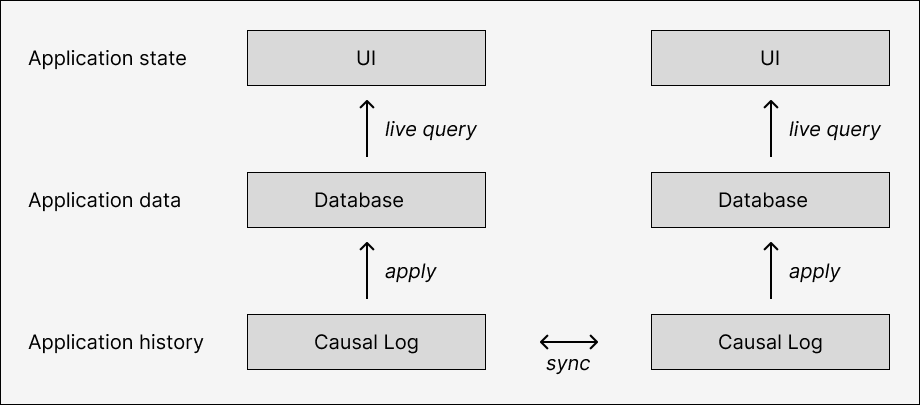 Application state
UI
UI
live query
live query
Application data
Database
Database
apply
apply
Application history
Causal Log
Causal Log
sync